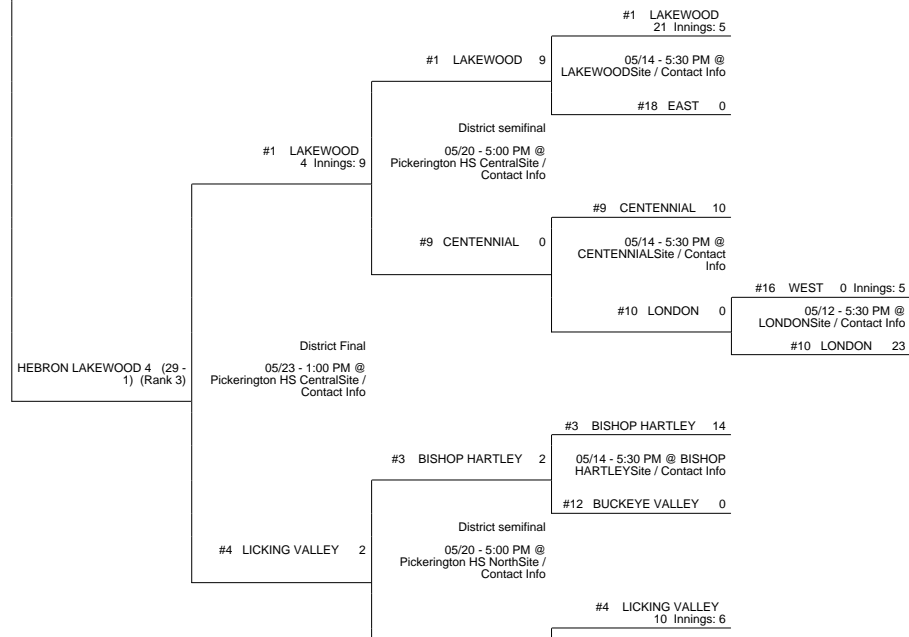 #1 LAKEWOOD
21 Innings: 5
#1 LAKEWOOD 9
05/14 - 5:30 PM @
LAKEWOODSite / Contact Info
#18 EAST 0
District semifinal
#1 LAKEWOOD
4 Innings: 9
05/20 - 5:00 PM @
Pickerington HS CentralSite /
Contact Info
#9 CENTENNIAL 10
#9 CENTENNIAL 0
05/14 - 5:30 PM @
CENTENNIALSite / Contact
Info
#16 WEST 0 Innings: 5
#10 LONDON 0
05/12 - 5:30 PM @
LONDONSite / Contact Info
#10 LONDON 23
District Final
HEBRON LAKEWOOD 4 (29 -
1) (Rank 3)
05/23 - 1:00 PM @
Pickerington HS CentralSite /
Contact Info
#3 BISHOP HARTLEY 14
#3 BISHOP HARTLEY 2
05/14 - 5:30 PM @ BISHOP
HARTLEYSite / Contact Info
#12 BUCKEYE VALLEY 0
District semifinal
#4 LICKING VALLEY 2
05/20 - 5:00 PM @
Pickerington HS NorthSite /
Contact Info
#4 LICKING VALLEY
10 Innings: 6